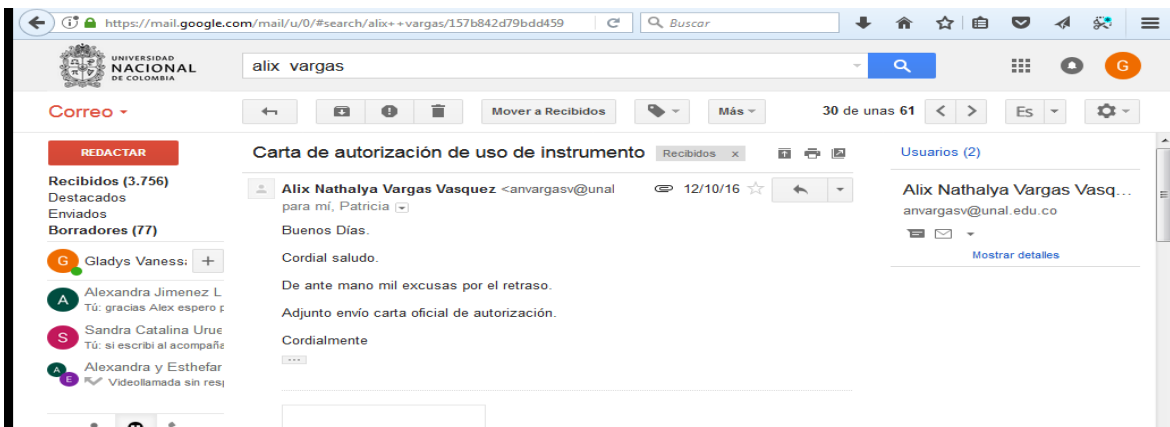 https://mail.google.com/mail/u/0/#search/alix++vargas/157b842d79bdd459
Buscar
UNIVERSIDAD
NACIONAL
DE COLOMBIA
alix vargas
G
Correo
Mover a Recibidos
Más
30 de unas 61
Es
REDACTAR
Recibidos (3.756)
Destacados
Enviados
Borradores (77)
G
Gladys Vaness
+
A
Alexandra Jimenez L
Tú: gracias Alex espero p
S
Sandra Catalina Urue
Tú: si escribi al acompaña
A
E
Alexandra y Esthefar
Videollamada sin resp
Carta de autorización de uso de instrumento
Recibidos x
Alix Nathalya Vargas Vasquez <anvargasv@unal
12/10/16
para mí, Patricia
Buenos Días.
Cordial saludo.
De ante mano mil excusas por el retraso.
Adjunto envío carta oficial de autorización.
Cordialmente
...
Usuarios (2)
Alix Nathalya Vargas Vasq...
anvargasv@unal.edu.co
Mostrar detalles